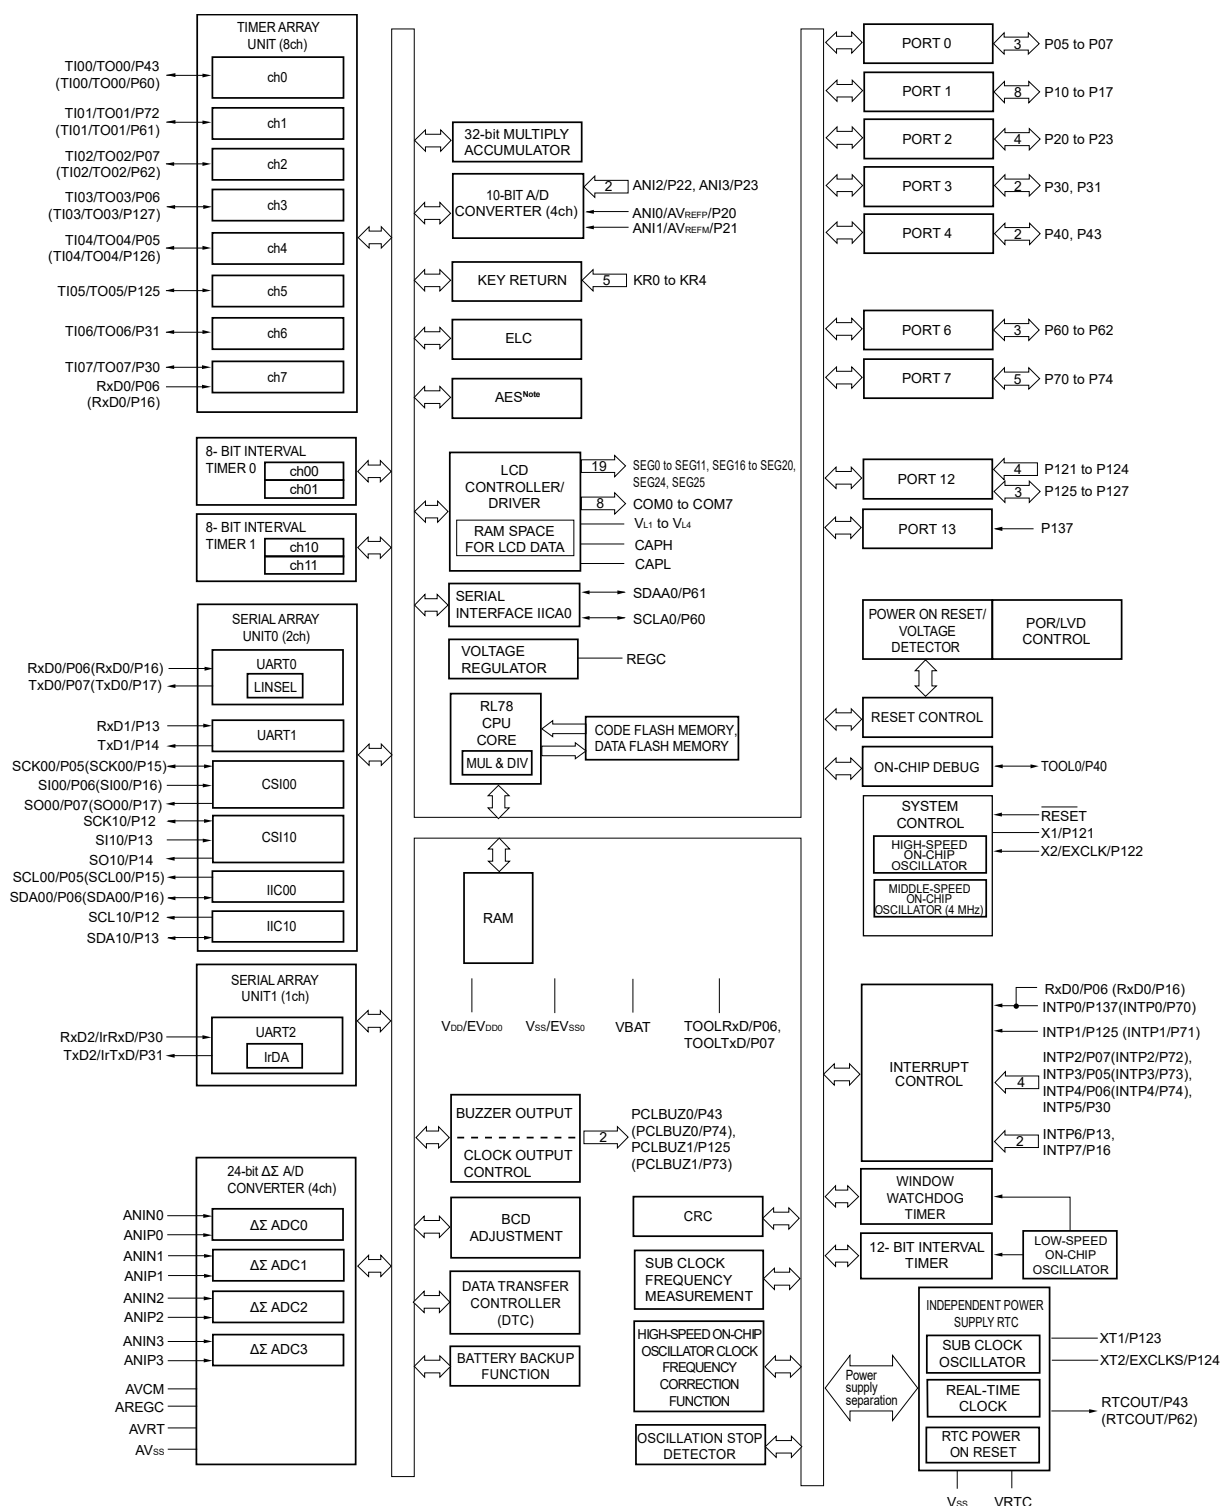 TIMER ARRAY
UNIT (8ch)
TI00/TO00/P43
(TI00/TO00/P60)
ch0
TI01/TO01/P72
(TI01/TO01/P61)
ch1
TI02/TO02/P07
(TI02/TO02/P62)
ch2
TI03/TO03/P06
(TI03/TO03/P127)
ch3
TI04/TO04/P05
(TI04/TO04/P126)
ch4
TI05/TO05/P125
ch5
TI06/TO06/P31
ch6
TI07/TO07/P30
RxD0/P06
(RxD0/P16)
ch7
8- BIT INTERVAL
TIMER 0
ch00
ch01
8- BIT INTERVAL
TIMER 1
ch10
ch11
SERIAL ARRAY
UNIT0 (2ch)
UART0
LINSEL
RxD0/P06(RxD0/P16)
TxD0/P07(TxD0/P17)
RxD1/P13
TxD1/P14
UART1
SCK00/P05(SCK00/P15)
SI00/P06(SI00/P16)
SO00/P07(SO00/P17)
CSI00
SCK10/P12
SI10/P13
SO10/P14
CSI10
SCL00/P05(SCL00/P15)
SDA00/P06(SDA00/P16)
IIC00
SCL10/P12
SDA10/P13
IIC10
SERIAL ARRAY
UNIT1 (1ch)
RxD2/IrRxD/P30
TxD2/IrTxD/P31
UART2
IrDA
24-bit ΔΣ A/D
CONVERTER (4ch)
ANIN0
ANIP0
ΔΣ ADC0
ANIN1
ANIP1
ΔΣ ADC1
ANIN2
ANIP2
ΔΣ ADC2
ANIN3
ANIP3
ΔΣ ADC3
AVCM
AREGC
AVRT
AVss
32-bit MULTIPLY
ACCUMULATOR
10-BIT A/D
CONVERTER (4ch)
2
ANI2/P22, ANI3/P23
ANI0/AVREFP/P20
ANI1/AVREFM/P21
KEY RETURN
5
KR0 to KR4
ELC
AESNote
LCD
CONTROLLER/
DRIVER
RAM SPACE
FOR LCD DATA
19
SEG0 to SEG11, SEG16 to SEG20,
SEG24, SEG25
8
COM0 to COM7
VL1 to VL4
CAPH
CAPL
SERIAL
INTERFACE IICA0
SDAA0/P61
SCLA0/P60
VOLTAGE
REGULATOR
REGC
RL78
CPU
CORE
MUL & DIV
CODE FLASH MEMORY,
DATA FLASH MEMORY
RAM
VDD/EVDD0
VSS/EVSS0
VBAT
TOOLRxD/P06,
TOOLTxD/P07
BUZZER OUTPUT
CLOCK OUTPUT
CONTROL
2
PCLBUZ0/P43
(PCLBUZ0/P74),
PCLBUZ1/P125
(PCLBUZ1/P73)
BCD
ADJUSTMENT
DATA TRANSFER
CONTROLLER
(DTC)
BATTERY BACKUP
FUNCTION
CRC
SUB CLOCK
FREQUENCY
MEASUREMENT
HIGH-SPEED ON-CHIP
OSCILLATOR CLOCK
FREQUENCY
CORRECTION
FUNCTION
OSCILLATION STOP
DETECTOR
PORT 0
3
P05 to P07
PORT 1
8
P10 to P17
PORT 2
4
P20 to P23
PORT 3
2
P30, P31
PORT 4
2
P40, P43
PORT 6
3
P60 to P62
PORT 7
5
P70 to P74
PORT 12
4
P121 to P124
3
P125 to P127
PORT 13
P137
POWER ON RESET/
VOLTAGE
DETECTOR
POR/LVD
CONTROL
RESET CONTROL
ON-CHIP DEBUG
TOOL0/P40
SYSTEM
CONTROL
HIGH-SPEED
ON-CHIP
OSCILLATOR
MIDDLE-SPEED
ON-CHIP
OSCILLATOR (4 MHz)
RESET
X1/P121
X2/EXCLK/P122
INTERRUPT
CONTROL
RxD0/P06 (RxD0/P16)
INTP0/P137(INTP0/P70)
INTP1/P125 (INTP1/P71)
4
INTP2/P07(INTP2/P72),
INTP3/P05(INTP3/P73),
INTP4/P06(INTP4/P74),
INTP5/P30
2
INTP6/P13,
INTP7/P16
WINDOW
WATCHDOG
TIMER
12- BIT INTERVAL
TIMER
LOW-SPEED
ON-CHIP
OSCILLATOR
Power
supply
separation
INDEPENDENT POWER
SUPPLY RTC
SUB CLOCK
OSCILLATOR
REAL-TIME
CLOCK
RTC POWER
ON RESET
XT1/P123
XT2/EXCLKS/P124
RTCOUT/P43
(RTCOUT/P62)
Vss
VRTC